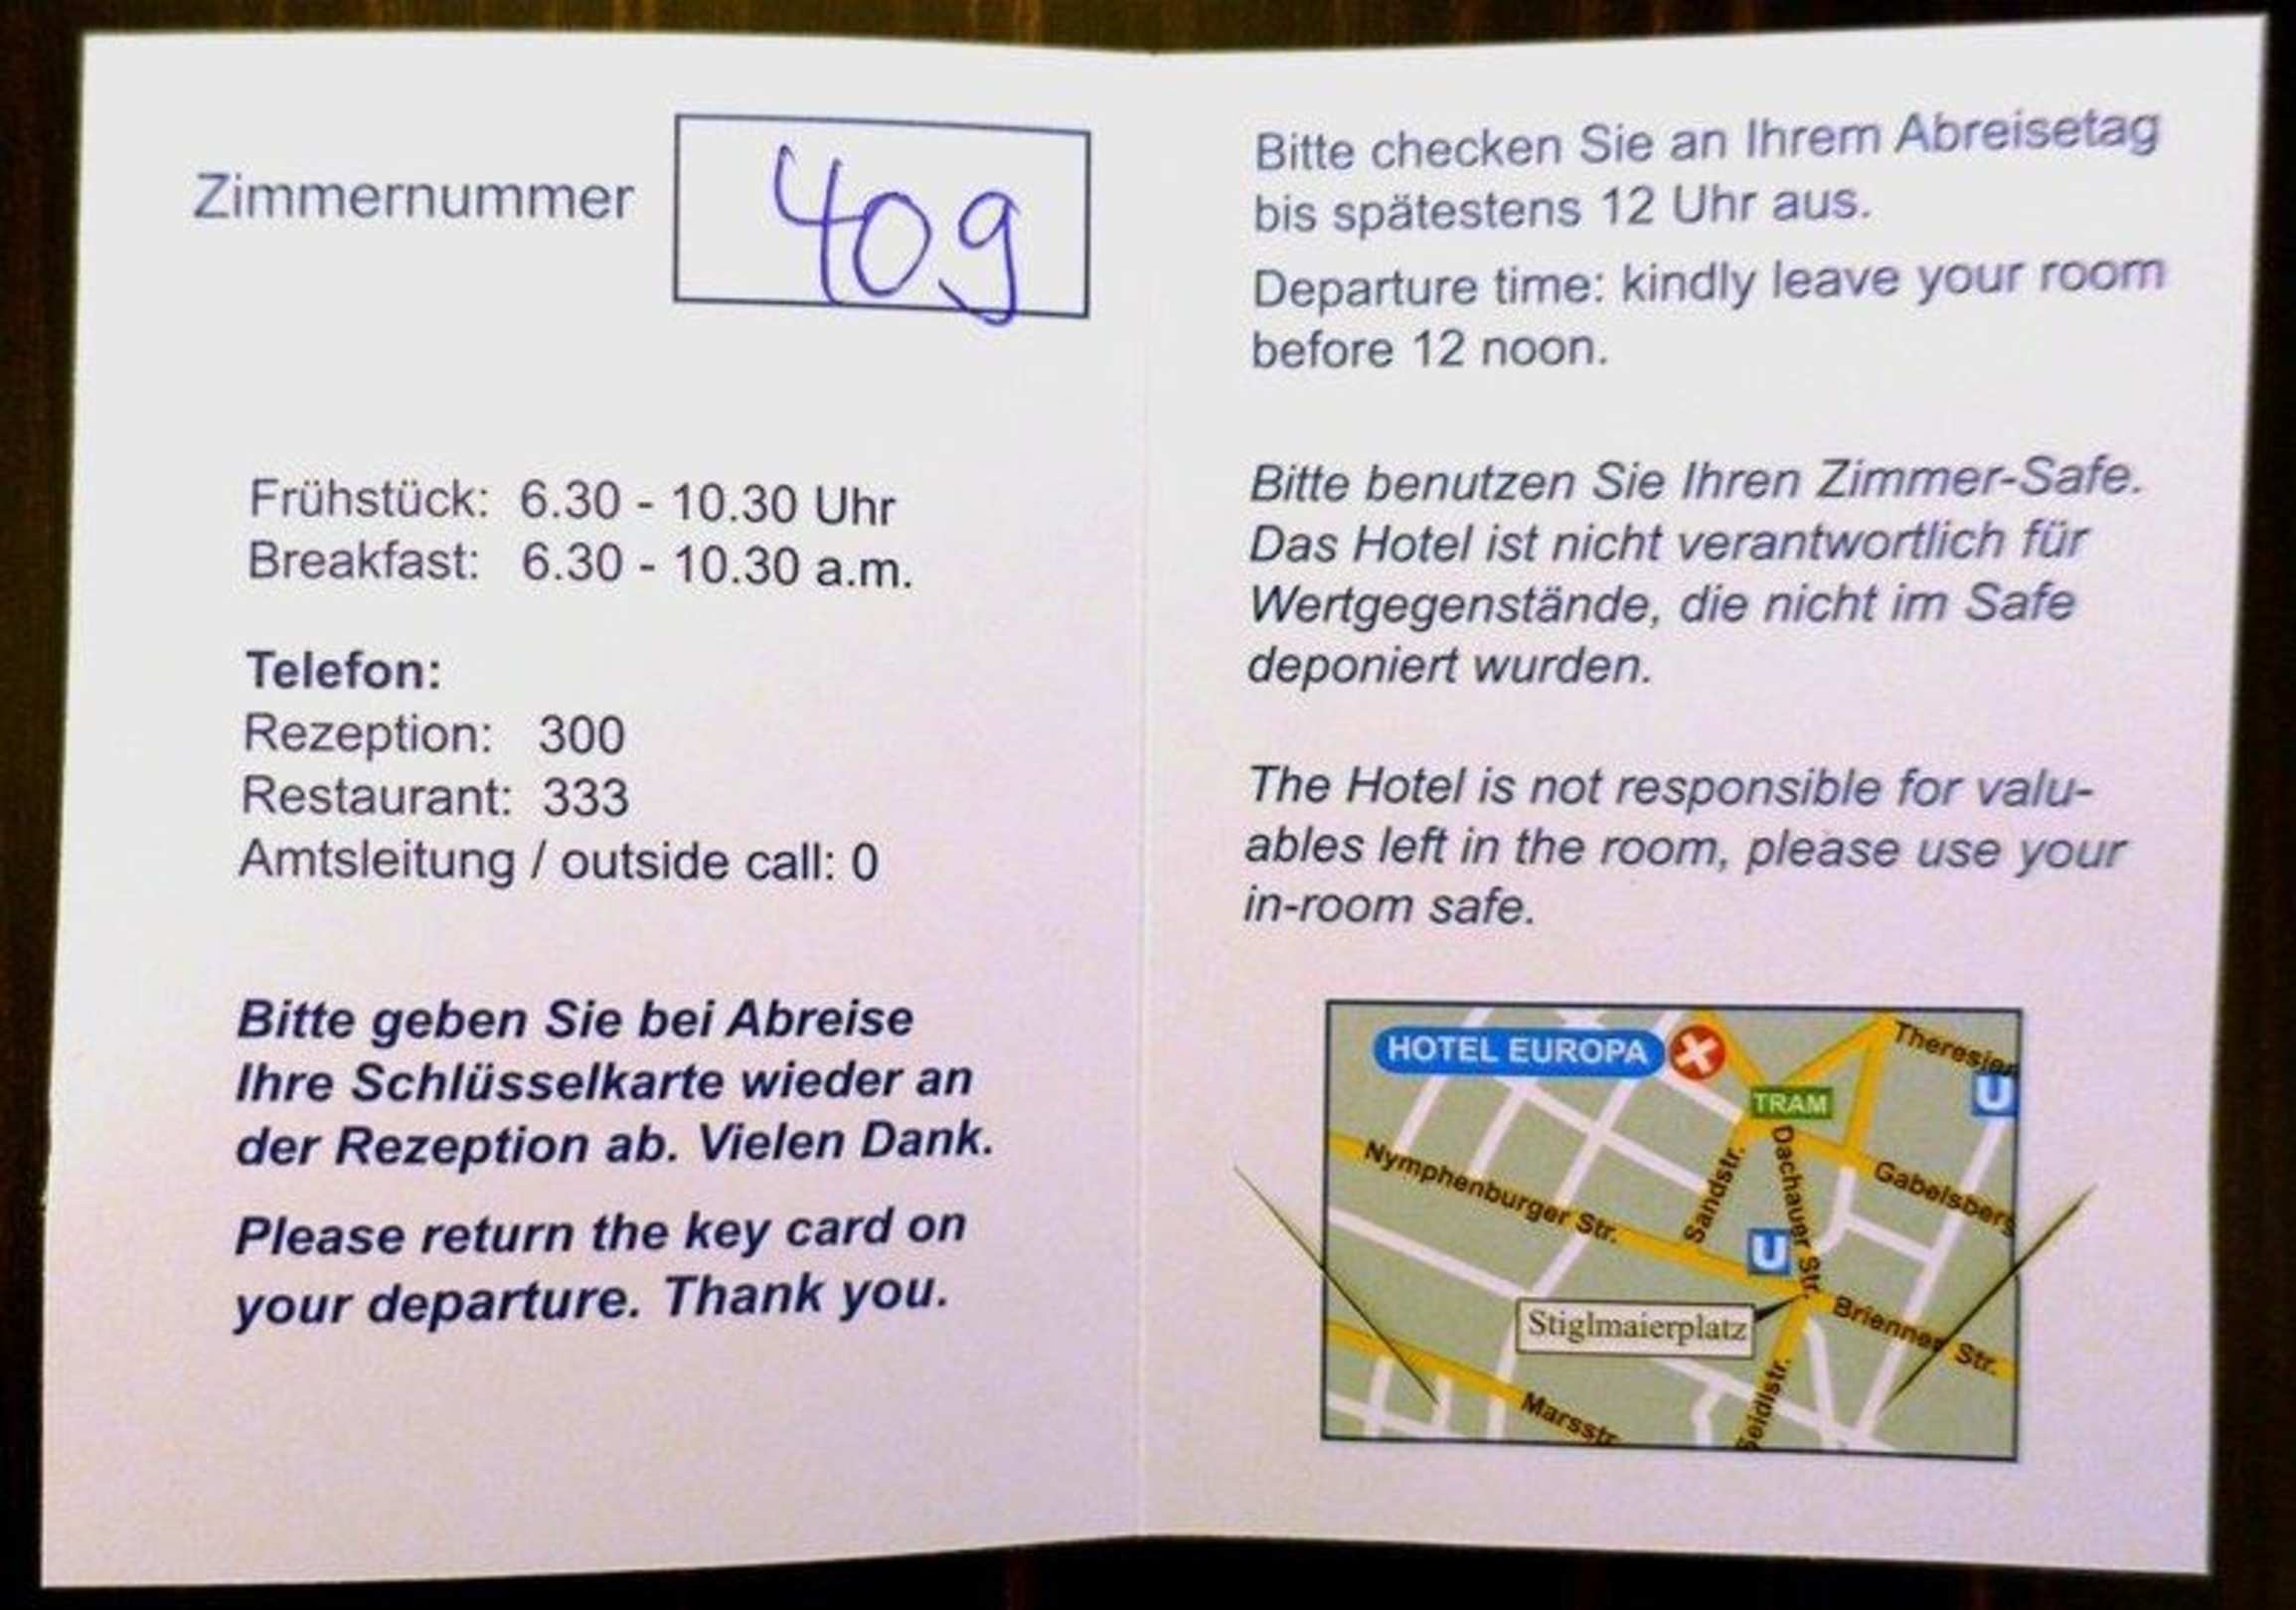 Zimmernummer 409
Frühstück: 6.30 - 10.30 Uhr
Breakfast: 6.30 - 10.30 a.m.
Telefon:
Rezeption: 300
Restaurant: 333
Amtsleitung / outside call: 0
Bitte geben Sie bei Abreise
Ihre Schlüsselkarte wieder an
der Rezeption ab. Vielen Dank.
Please return the key card on
your departure. Thank you.
Bitte checken Sie an Ihrem Abreisetag
bis spätestens 12 Uhr aus.
Departure time: kindly leave your room
before 12 noon.
Bitte benutzen Sie Ihren Zimmer-Safe.
Das Hotel ist nicht verantwortlich für
Wertgegenstände, die nicht im Safe
deponiert wurden.
The Hotel is not responsible for valu-
ables left in the room, please use your
in-room safe.
HOTEL EUROPA
Theresien
U
TRAM
Nymphenburger Str.
Sandstr.
Dachauer Str.
Gabelsberg
U
Stiglmaierplatz
Brienner Str.
Marsstr.
Seidlstr.